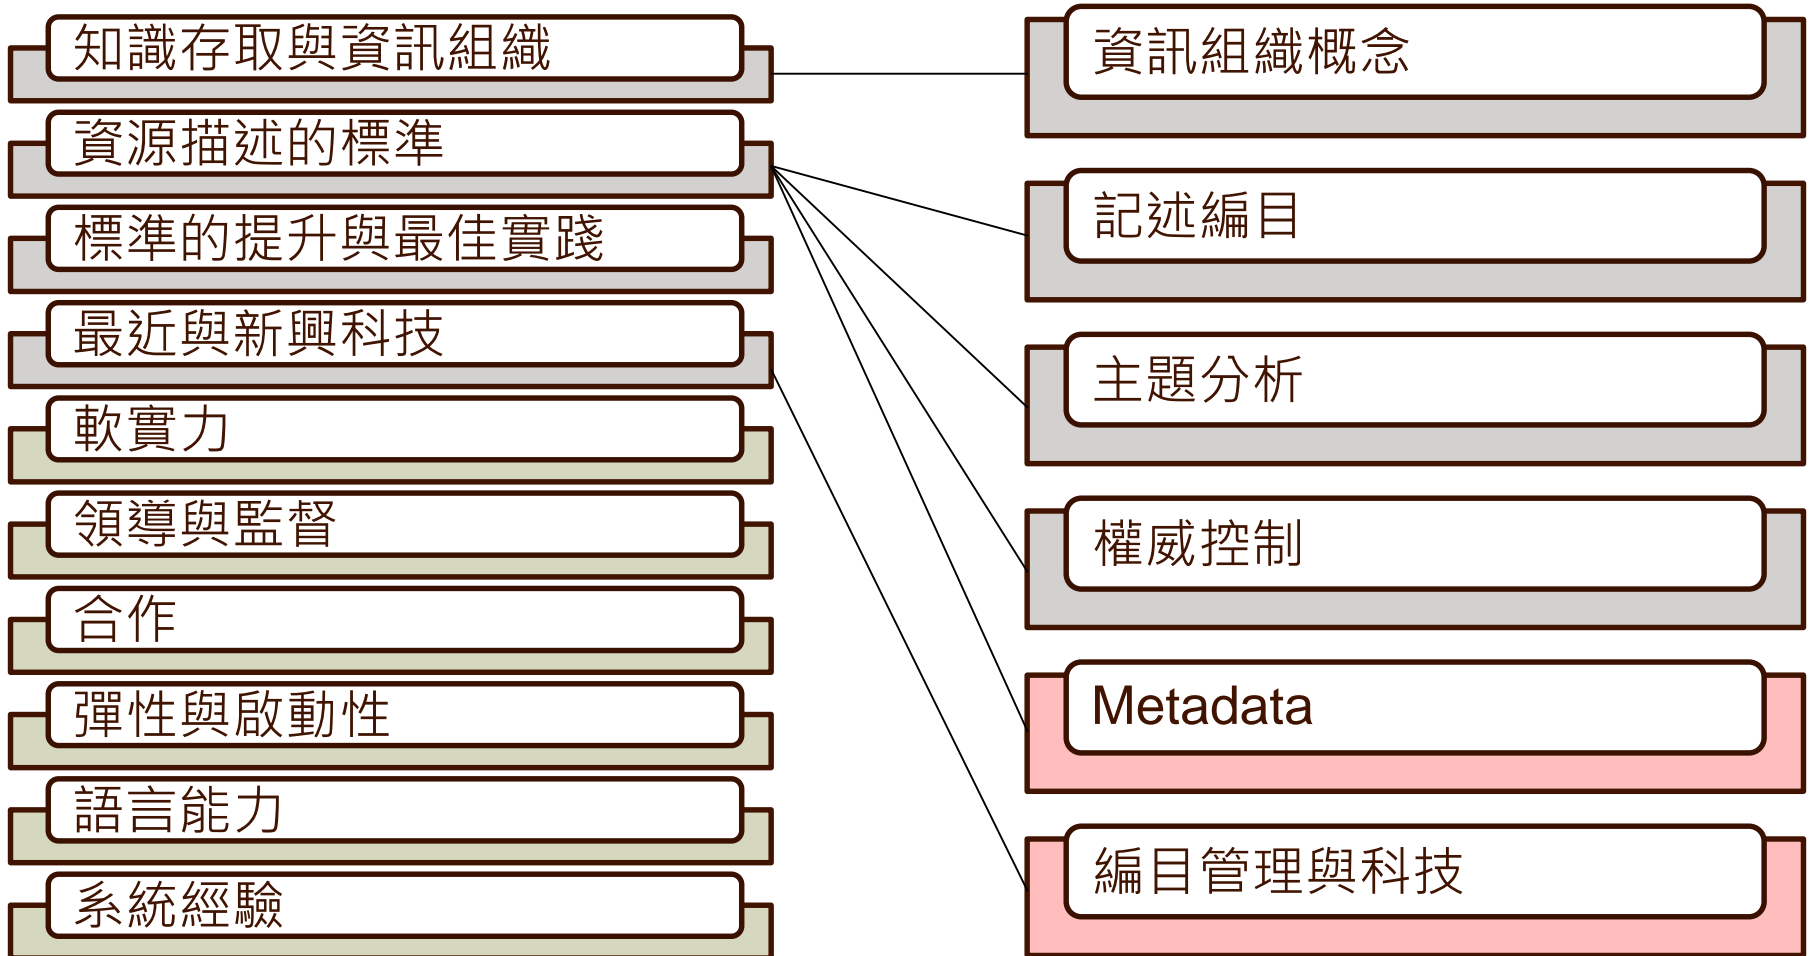 知識存取與資訊組織
資源描述的標準
標準的提升與最佳實踐
最近與新興科技
軟實力
領導與監督
合作
彈性與啟動性
語言能力
系統經驗
資訊組織概念
記述編目
主題分析
權威控制
Metadata
編目管理與科技